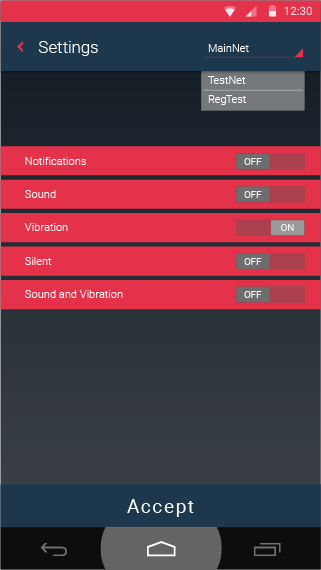 12:30
Settings
MainNet
TestNet
RegTest
Notifications OFF
Sound OFF
Vibration ON
Silent OFF
Sound and Vibration OFF
Accept